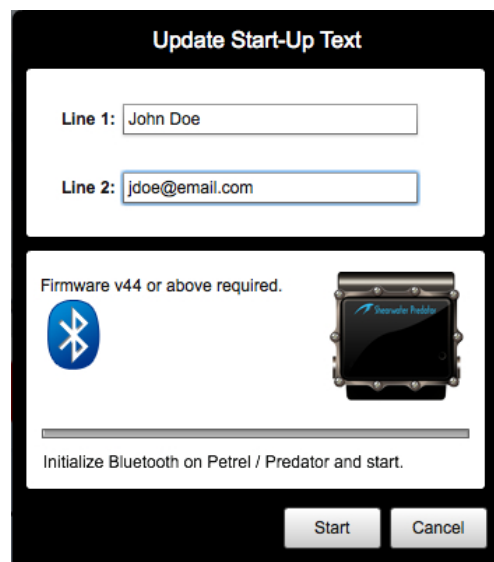 Update Start-Up Text
Line 1: John Doe
Line 2: jdoe@email.com
Firmware v44 or above required.
Shearwater Predator
Initialize Bluetooth on Petrel / Predator and start.
Start Cancel